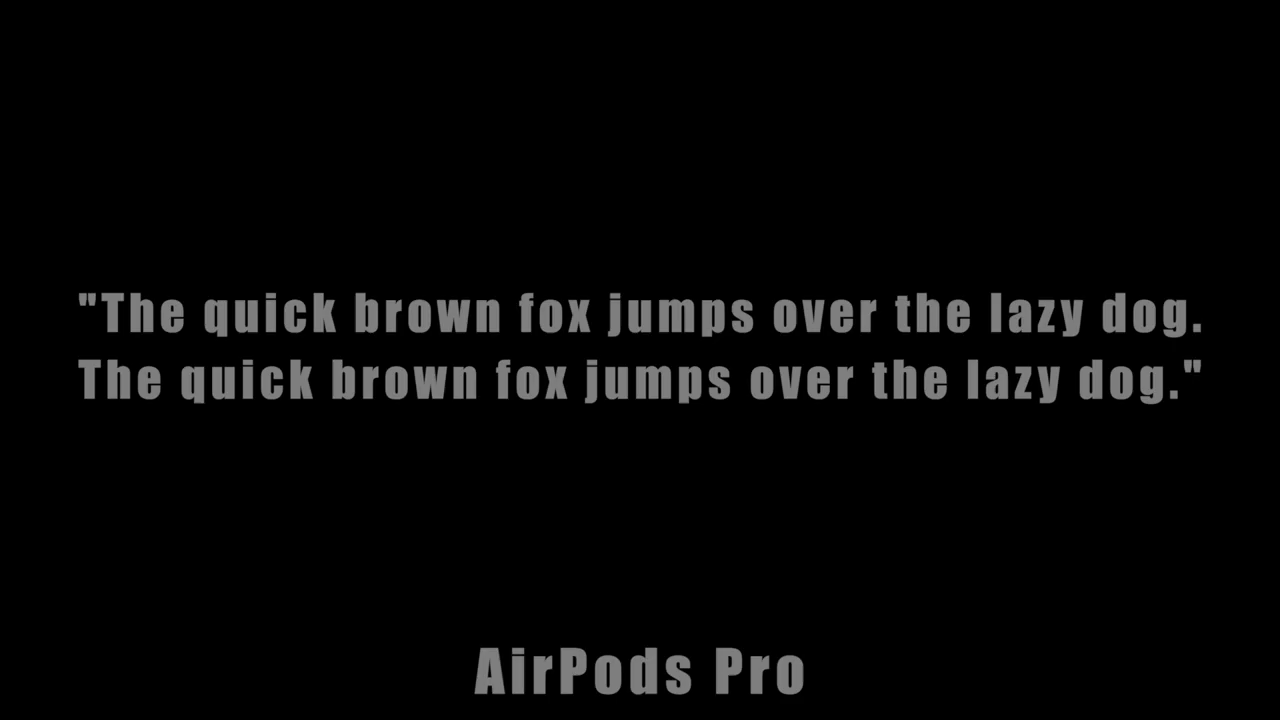 "The quick brown fox jumps over the lazy dog.
The quick brown fox jumps over the lazy dog."
AirPods Pro